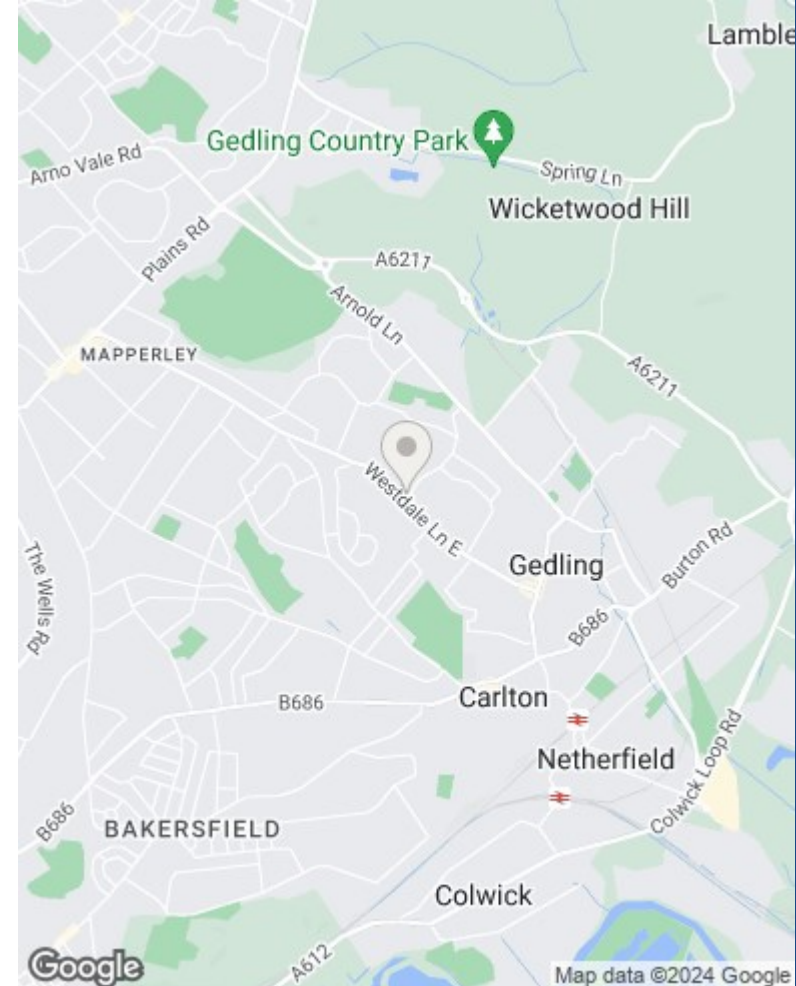 Lamble
Gedling Country Park
Arno Vale Rd
Spring Ln
Wicketwood Hill
Plains Rd
A6211
Arnold Ln
MAPPERLEY
A6211
Westdale Ln E
The Wells Rd
Gedling
Burton Rd
B686
B686
Carlton
Netherfield
Colwick Loop Rd
B686
BAKERSFIELD
Colwick
A612
Google
Map data ©2024 Google